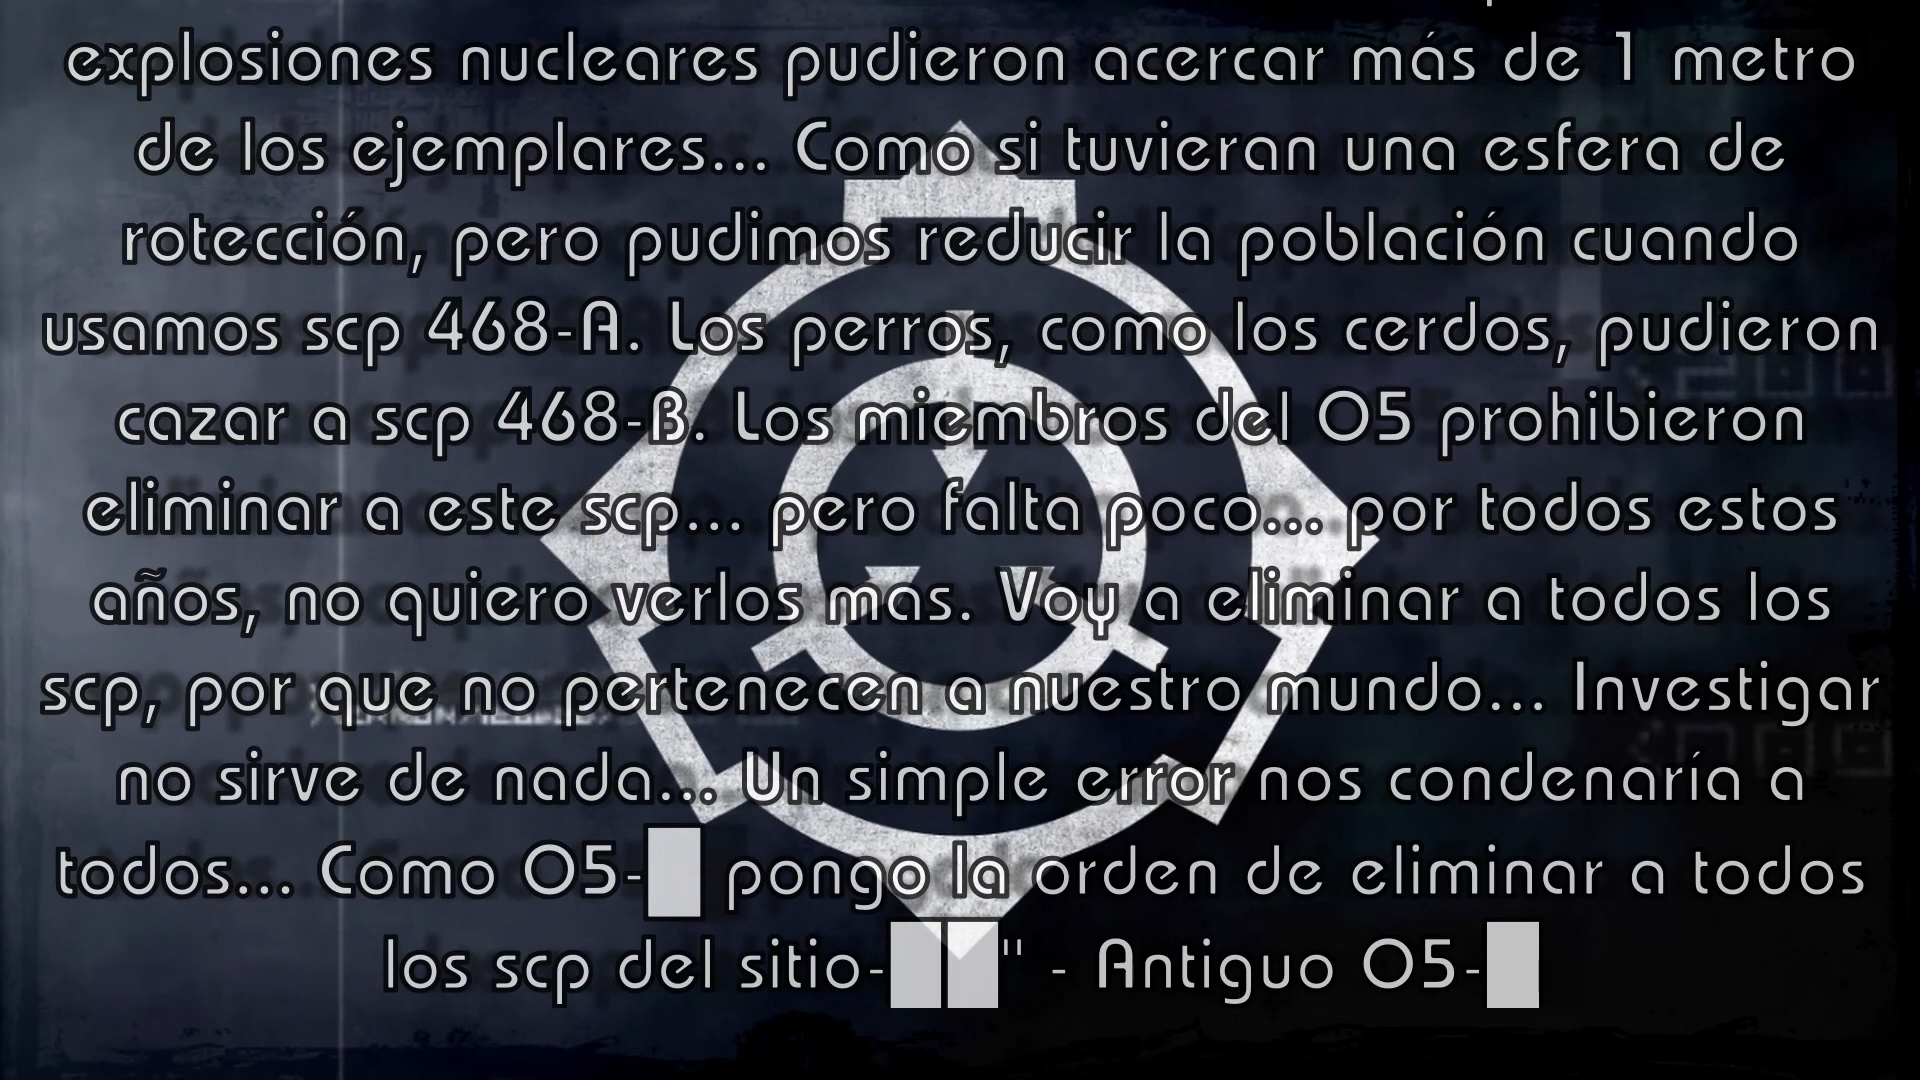 explosiones nucleares pudieron acercar más de 1 metro
de los ejemplares... Como si tuvieran una esfera de
rotección, pero pudimos reducir la población cuando
usamos scp 468-A. Los perros, como los cerdos, pudieron
cazar a scp 468-B. Los miembros del O5 prohibieron
eliminar a este scp... pero falta poco... por todos estos
años, no quiero verlos mas. Voy a eliminar a todos los
scp, por que no pertenecen a nuestro mundo... Investigar
no sirve de nada... Un simple error nos condenaría a
todos... Como O5-█ pongo la orden de eliminar a todos
los scp del sitio-██" - Antiguo O5-█